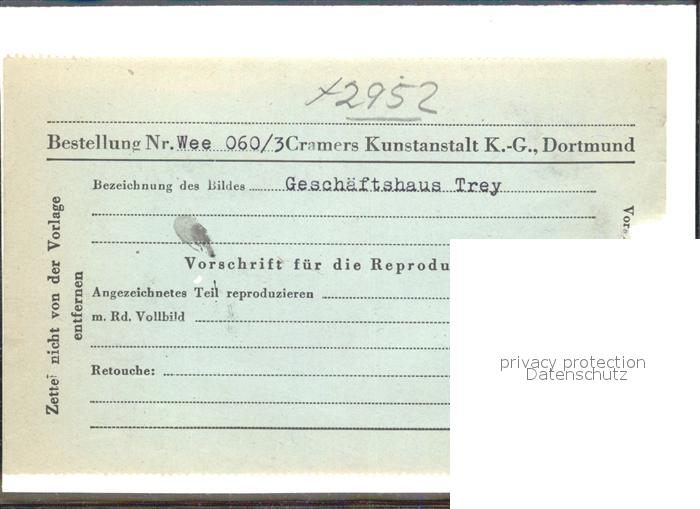 +2952
Bestellung Nr. Wee 060/3 Cramers Kunstanstalt K.-G., Dortmund
Bezeichnung des Bildes Geschäftshaus Trey
Vorschrift für die Reprodu
Angezeichnetes Teil reproduzieren
m. Rd. Vollbild
Retouche:
Zettel nicht von der Vorlage
entfernen
privacy protection
Datenschutz